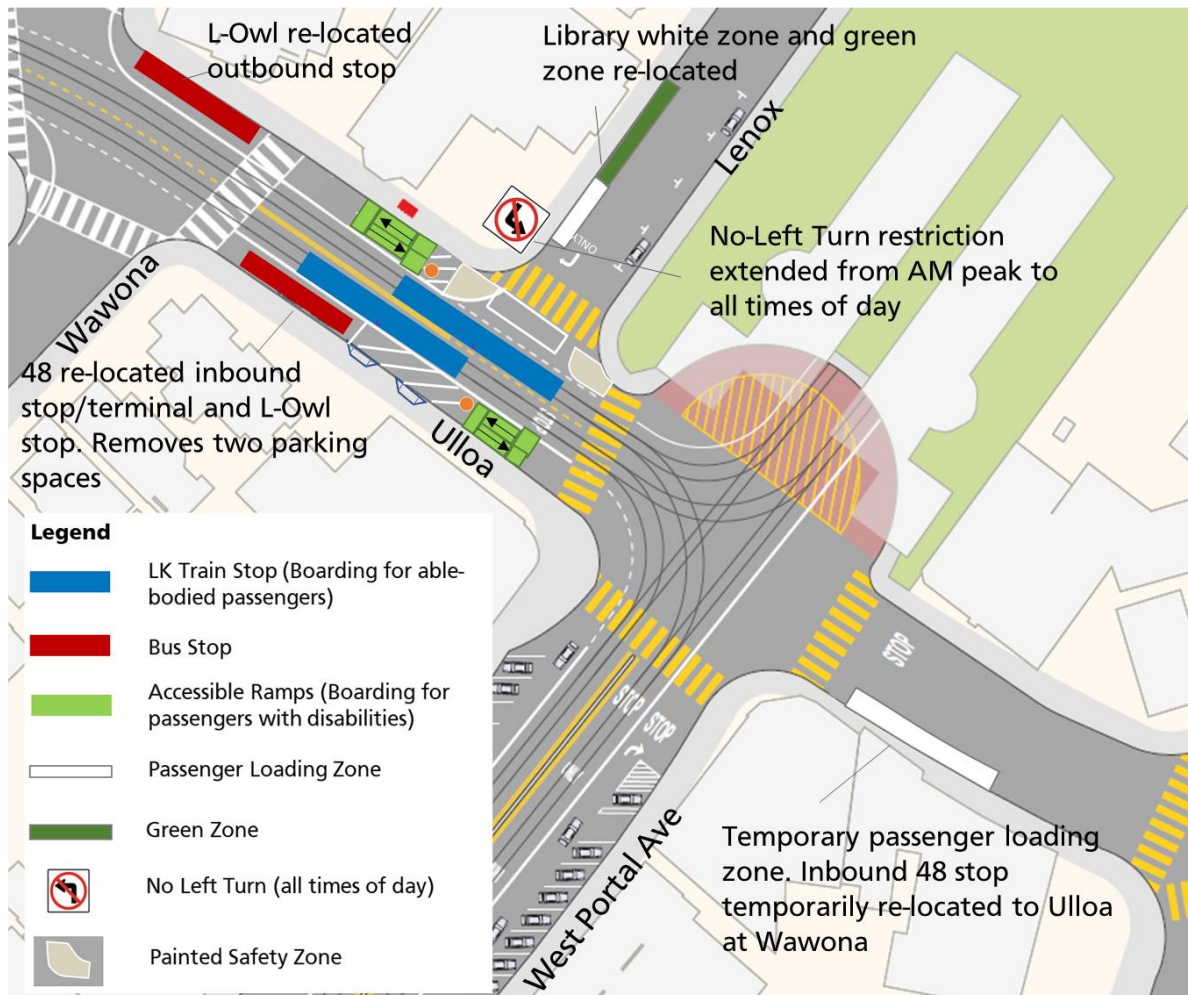 L-Owl re-located
outbound stop
Library white zone and green
zone re-located
Lenox
ONLY
No-Left Turn restriction
extended from AM peak to
all times of day
Wawona
48 re-located inbound
stop/terminal and L-Owl
stop. Removes two parking
spaces
Ulloa
STOP
Legend
LK Train Stop (Boarding for able-
bodied passengers)
Bus Stop
Accessible Ramps (Boarding for
passengers with disabilities)
Passenger Loading Zone
Green Zone
No Left Turn (all times of day)
Painted Safety Zone
STOP
STOP
STOP
West Portal Ave
Temporary passenger loading
zone. Inbound 48 stop
temporarily re-located to Ulloa
at Wawona